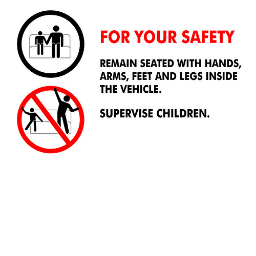 FOR YOUR SAFETY
REMAIN SEATED WITH HANDS,
ARMS, FEET AND LEGS INSIDE
THE VEHICLE.
SUPERVISE CHILDREN.